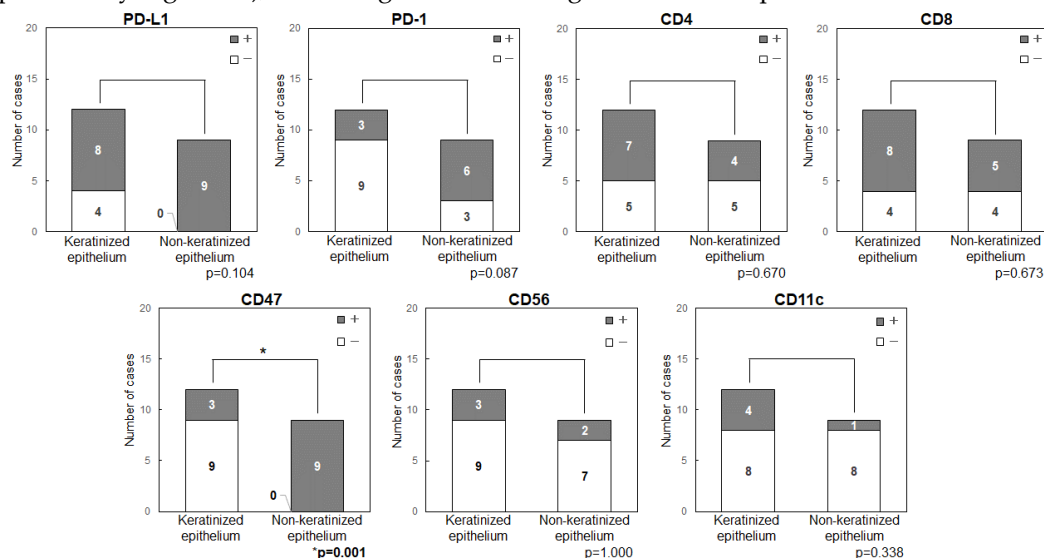 PD-L1
PD-1
CD4
CD8
20
15
10
5
0
Number of cases
+
−
8
4
9
0
Keratinized epithelium
Non-keratinized epithelium
p=0.104
20
15
10
5
0
Number of cases
+
−
3
9
6
3
Keratinized epithelium
Non-keratinized epithelium
p=0.087
20
15
10
5
0
Number of cases
+
−
7
5
4
5
Keratinized epithelium
Non-keratinized epithelium
p=0.670
20
15
10
5
0
Number of cases
+
−
8
4
5
4
Keratinized epithelium
Non-keratinized epithelium
p=0.673
CD47
CD56
CD11c
20
15
10
5
0
Number of cases
+
−
*
3
9
9
0
Keratinized epithelium
Non-keratinized epithelium
*p=0.001
20
15
10
5
0
Number of cases
+
−
3
9
2
7
Keratinized epithelium
Non-keratinized epithelium
p=1.000
20
15
10
5
0
Number of cases
+
−
4
8
1
8
Keratinized epithelium
Non-keratinized epithelium
p=0.338